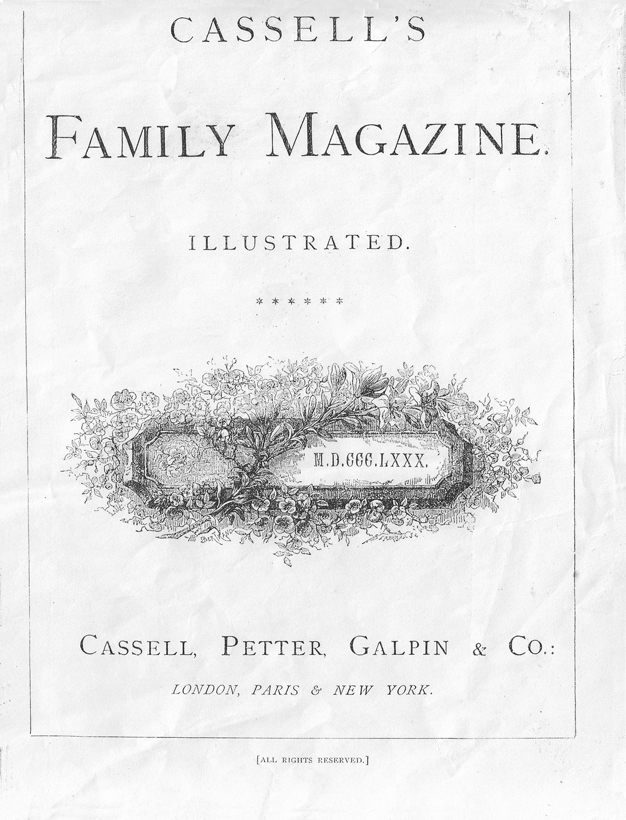 CASSELL'S
FAMILY MAGAZINE.
ILLUSTRATED.
* * * * * *
M.D.CCC.LXXX.
CASSELL, PETTER, GALPIN & CO.:
LONDON, PARIS & NEW YORK.
[ALL RIGHTS RESERVED.]